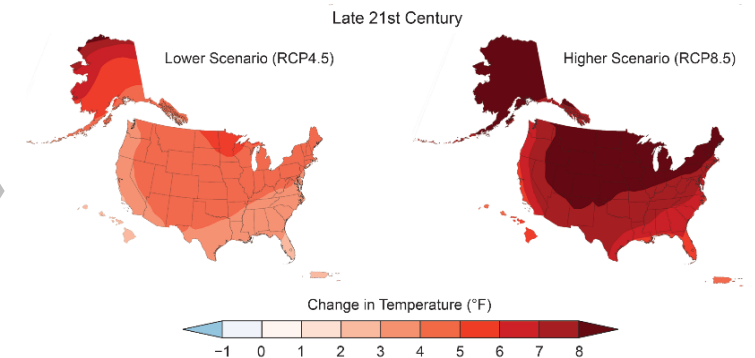 Late 21st Century
Lower Scenario (RCP4.5)
Higher Scenario (RCP8.5)
Change in Temperature (°F)
−1 0 1 2 3 4 5 6 7 8